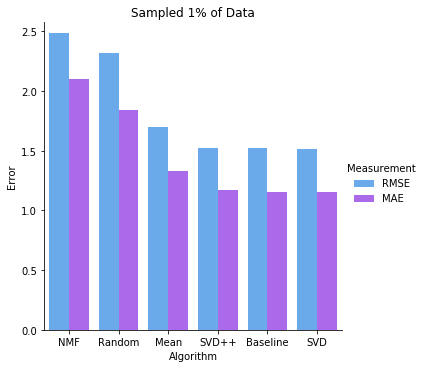 Sampled 1% of Data
2.5
2.0
1.5
1.0
0.5
0.0
Error
NMF Random Mean SVD++ Baseline SVD
Algorithm
Measurement
RMSE
MAE